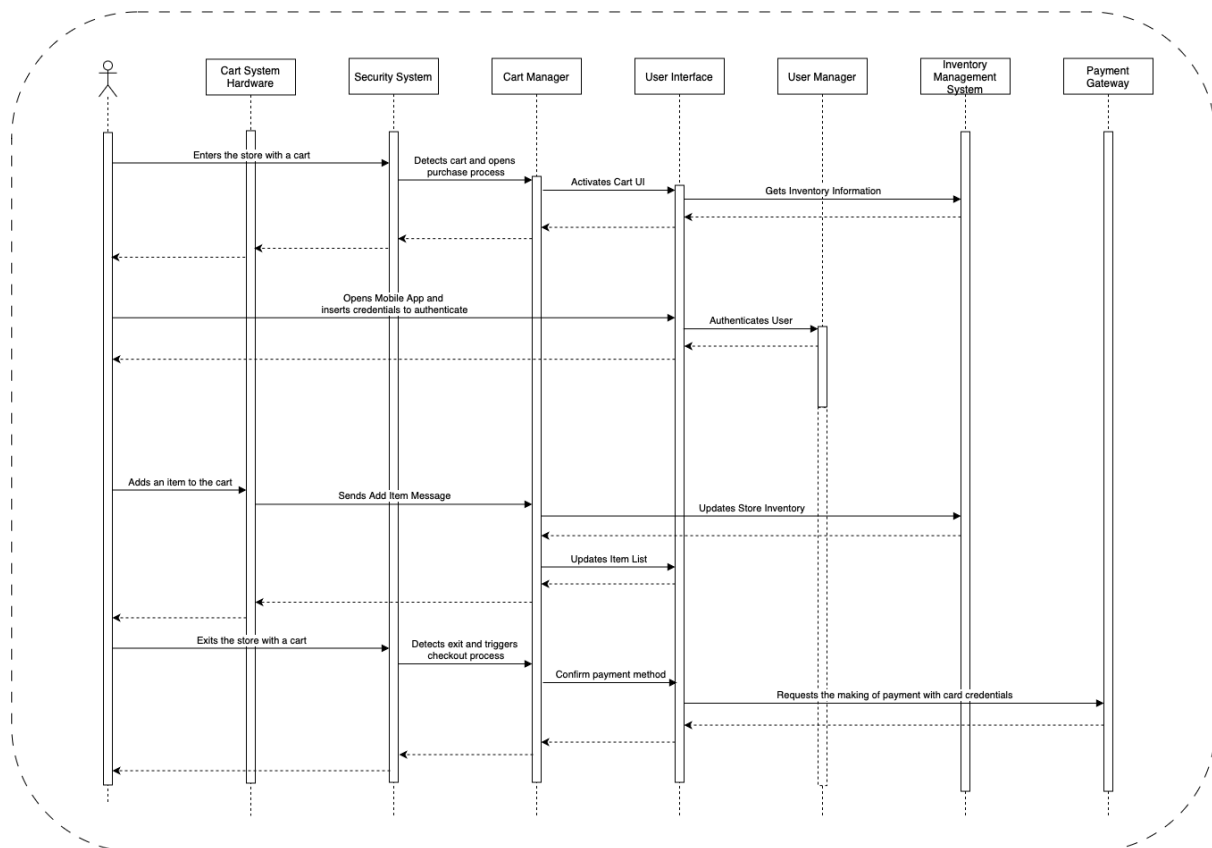 Cart System
Hardware
Security System
Cart Manager
User Interface
User Manager
Inventory
Management
System
Payment
Gateway
Enters the store with a cart
Detects cart and opens
purchase process
Activates Cart UI
Gets Inventory Information
Opens Mobile App and
inserts credentials to authenticate
Authenticates User
Adds an item to the cart
Sends Add Item Message
Updates Store Inventory
Updates Item List
Exits the store with a cart
Detects exit and triggers
checkout process
Confirm payment method
Requests the making of payment with card credentials